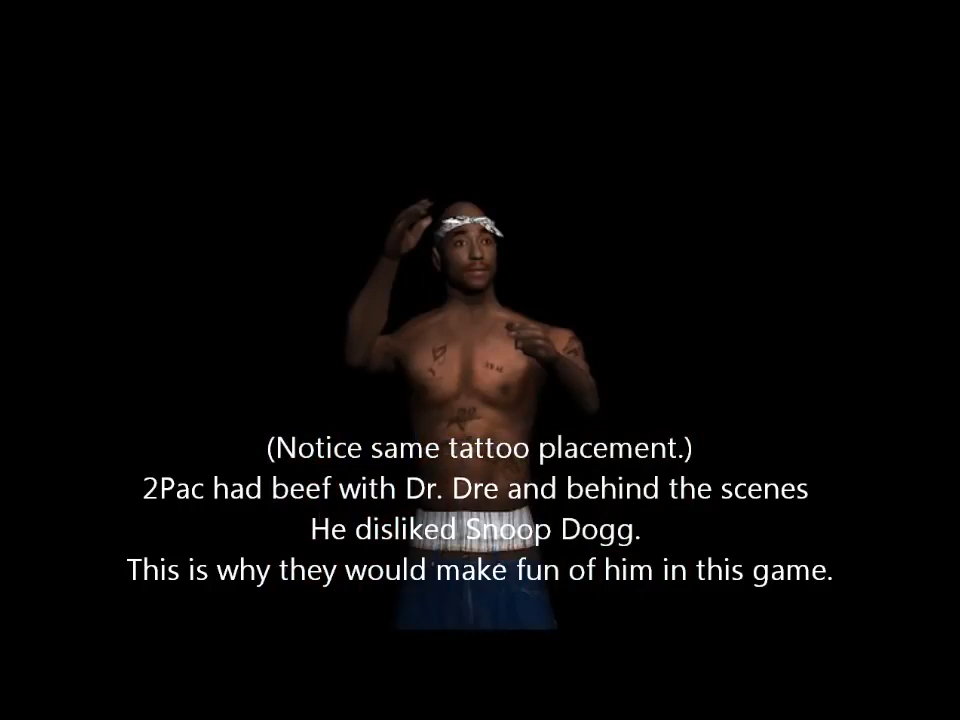 (Notice same tattoo placement.)
2Pac had beef with Dr. Dre and behind the scenes
He disliked Snoop Dogg.
This is why they would make fun of him in this game.